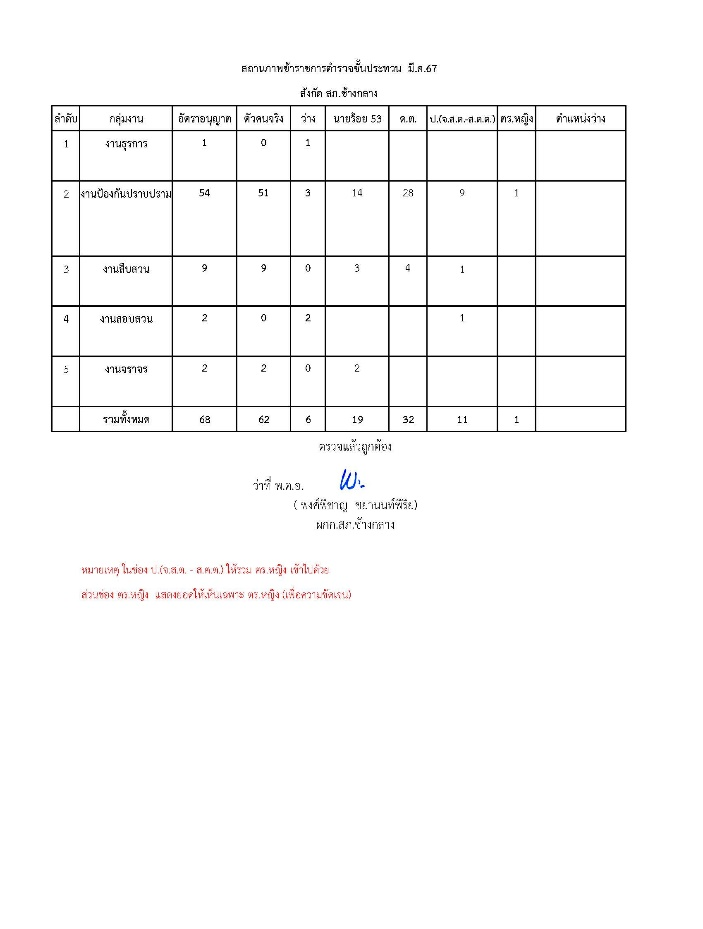 สถานภาพข้าราชการตำรวจชั้นประทวน มี.ค.67
สังกัด สภ.ช้างกลาง
ลำดับ กลุ่มงาน อัตราอนุญาต ตัวคนจริง ว่าง นายร้อย 53 ด.ต. ป.(จ.ส.ต.-ส.ต.ต.) ตร.หญิง ตำแหน่งว่าง
1 งานธุรการ 1 0 1
2 งานป้องกันปราบปราม 54 51 3 14 28 9 1
3 งานสืบสวน 9 9 0 3 4 1
4 งานสอบสวน 2 0 2 1
5 งานจราจร 2 2 0 2
รวมทั้งหมด 68 62 6 19 32 11 1
ตรวจแล้วถูกต้อง
ว่าที่ พ.ต.อ.
( พงศ์พิชาญ ชยานนท์พิริย)
ผกก.สภ.ช้างกลาง
หมายเหตุ ในช่อง ป.(จ.ส.ต. - ส.ต.ต.) ให้รวม ตร.หญิง เข้าไปด้วย
ส่วนช่อง ตร.หญิง แสดงยอดให้เห็นเฉพาะ ตร.หญิง (เพื่อความชัดเจน)